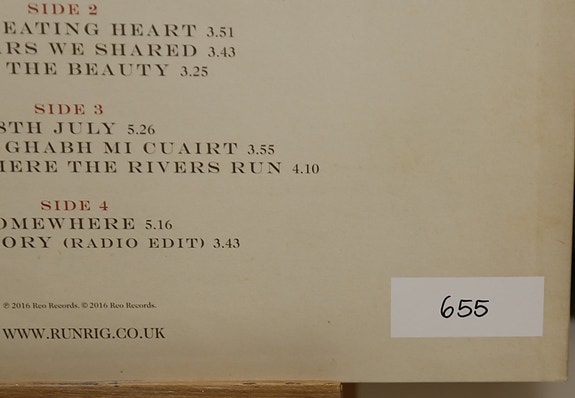 SIDE 2
EATING HEART 3.51
ARS WE SHARED 3.43
THE BEAUTY 3.25
SIDE 3
8TH JULY 5.26
GHABH MI CUAIRT 3.55
HERE THE RIVERS RUN 4.10
SIDE 4
OMEWHERE 5.16
ORY (RADIO EDIT) 3.43
℗ 2016 Reo Records. © 2016 Reo Records.
WWW.RUNRIG.CO.UK
655